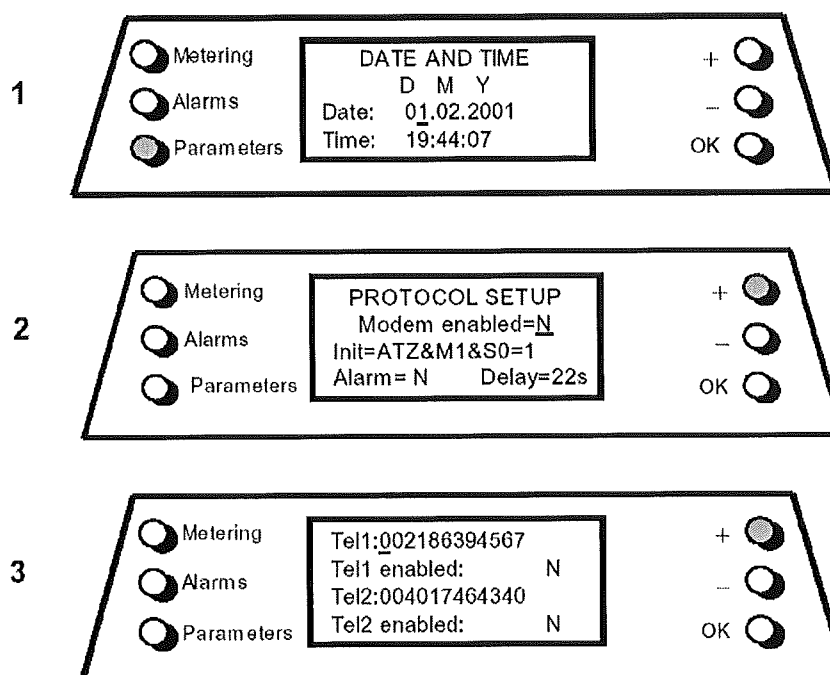 1
Metering
Alarms
Parameters
DATE AND TIME
D M Y
Date: 01.02.2001
Time: 19:44:07
+
–
OK
2
Metering
Alarms
Parameters
PROTOCOL SETUP
Modem enabled=N
Init=ATZ&M1&S0=1
Alarm= N Delay=22s
+
–
OK
3
Metering
Alarms
Parameters
Tel1:002186394567
Tel1 enabled: N
Tel2:004017464340
Tel2 enabled: N
+
–
OK